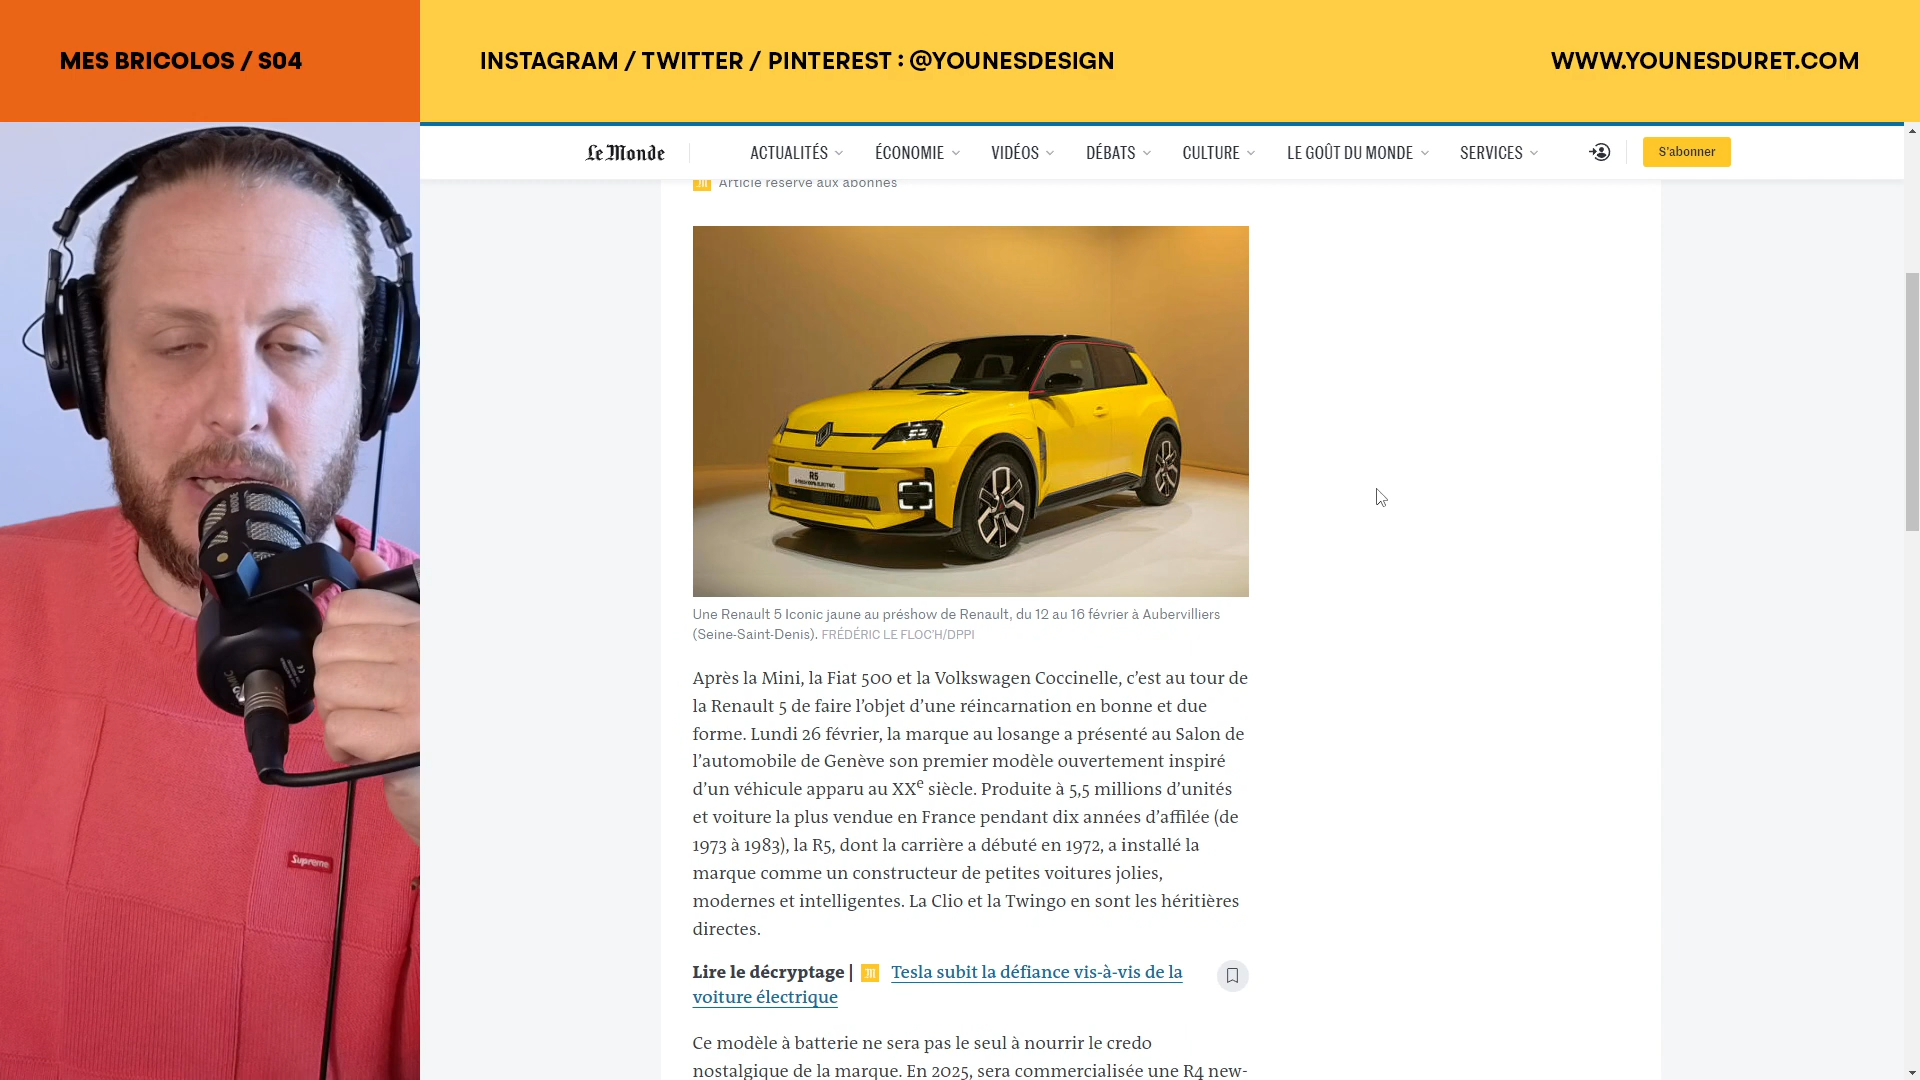 MES BRICOLOS / S04
INSTAGRAM / TWITTER / PINTEREST : @YOUNESDESIGN
WWW.YOUNESDURET.COM
Le Monde
ACTUALITÉS
ÉCONOMIE
VIDÉOS
DÉBATS
CULTURE
LE GOÛT DU MONDE
SERVICES
S'abonner
Article réservé aux abonnés
R5
Une Renault 5 Iconic jaune au préshow de Renault, du 12 au 16 février à Aubervilliers
(Seine-Saint-Denis). FRÉDÉRIC LE FLOC'H/DPPI
Après la Mini, la Fiat 500 et la Volkswagen Coccinelle, c’est au tour de
la Renault 5 de faire l’objet d’une réincarnation en bonne et due
forme. Lundi 26 février, la marque au losange a présenté au Salon de
l’automobile de Genève son premier modèle ouvertement inspiré
d’un véhicule apparu au XXe siècle. Produite à 5,5 millions d’unités
et voiture la plus vendue en France pendant dix années d’affilée (de
1973 à 1983), la R5, dont la carrière a débuté en 1972, a installé la
marque comme un constructeur de petites voitures jolies,
modernes et intelligentes. La Clio et la Twingo en sont les héritières
directes.
Lire le décryptage | Tesla subit la défiance vis-à-vis de la
voiture électrique
Ce modèle à batterie ne sera pas le seul à nourrir le credo
nostalgique de la marque. En 2025, sera commercialisée une R4 new-
Supreme